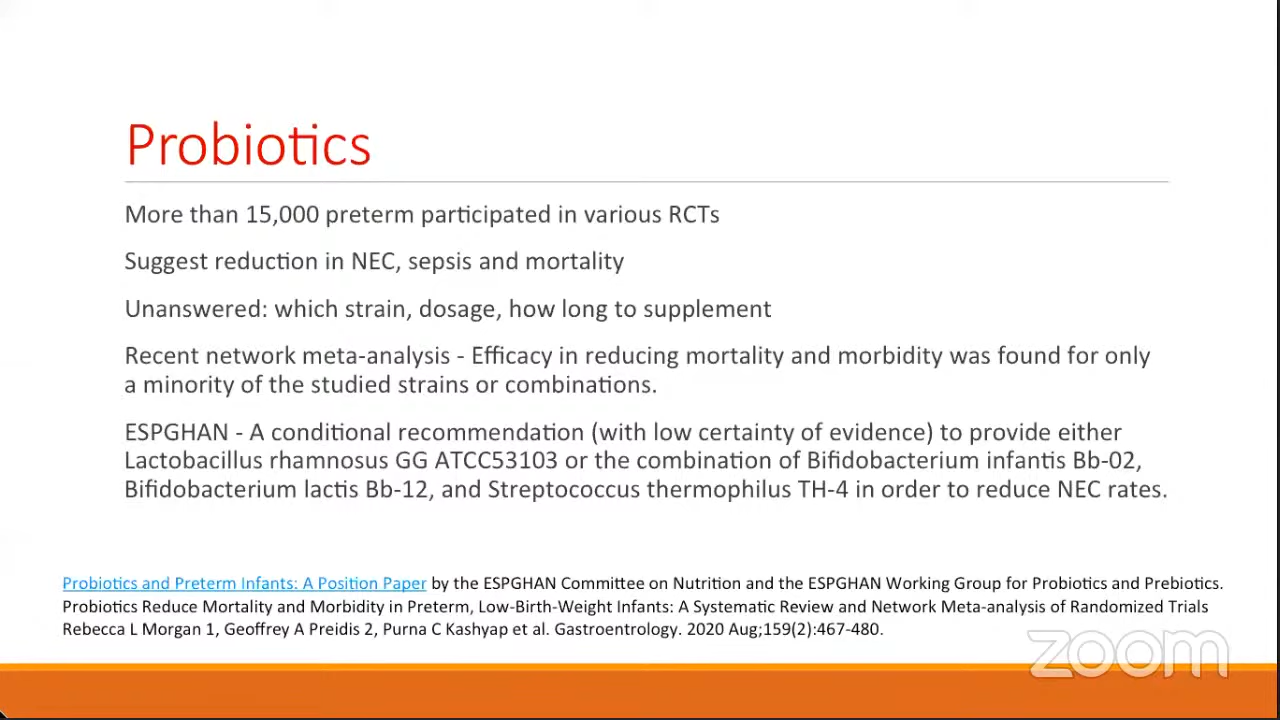 Probiotics
More than 15,000 preterm participated in various RCTs
Suggest reduction in NEC, sepsis and mortality
Unanswered: which strain, dosage, how long to supplement
Recent network meta-analysis - Efficacy in reducing mortality and morbidity was found for only
a minority of the studied strains or combinations.
ESPGHAN - A conditional recommendation (with low certainty of evidence) to provide either
Lactobacillus rhamnosus GG ATCC53103 or the combination of Bifidobacterium infantis Bb-02,
Bifidobacterium lactis Bb-12, and Streptococcus thermophilus TH-4 in order to reduce NEC rates.
Probiotics and Preterm Infants: A Position Paper by the ESPGHAN Committee on Nutrition and the ESPGHAN Working Group for Probiotics and Prebiotics.
Probiotics Reduce Mortality and Morbidity in Preterm, Low-Birth-Weight Infants: A Systematic Review and Network Meta-analysis of Randomized Trials
Rebecca L Morgan 1, Geoffrey A Preidis 2, Purna C Kashyap et al. Gastroenterology. 2020 Aug;159(2):467-480.
zoom